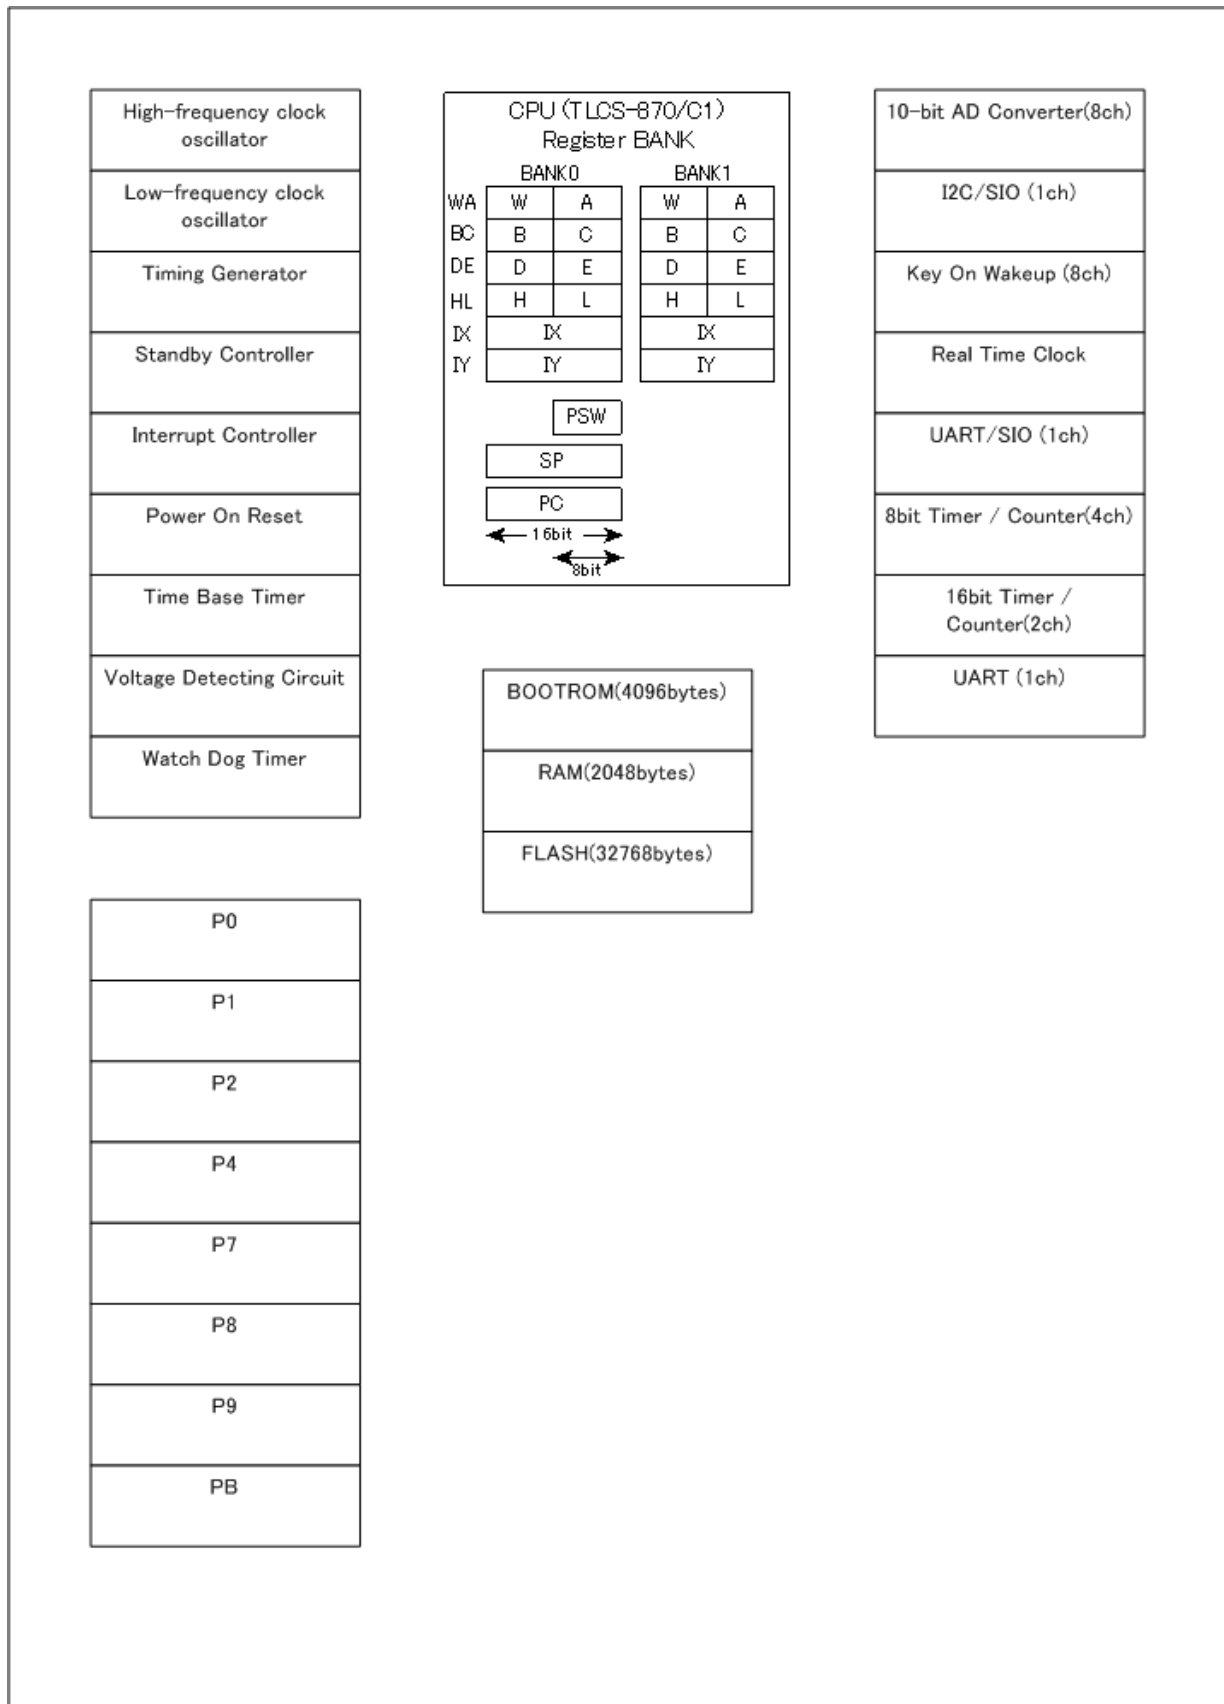 High-frequency clock
oscillator
Low-frequency clock
oscillator
Timing Generator
Standby Controller
Interrupt Controller
Power On Reset
Time Base Timer
Voltage Detecting Circuit
Watch Dog Timer
P0
P1
P2
P4
P7
P8
P9
PB
CPU (TLCS-870/C1)
Register BANK
BANK0 BANK1
WA W A W A
BC B C B C
DE D E D E
HL H L H L
IX IX IX
IY IY IY
PSW
SP
PC
16bit
8bit
BOOTROM(4096bytes)
RAM(2048bytes)
FLASH(32768bytes)
10-bit AD Converter(8ch)
I2C/SIO (1ch)
Key On Wakeup (8ch)
Real Time Clock
UART/SIO (1ch)
8bit Timer / Counter(4ch)
16bit Timer /
Counter(2ch)
UART (1ch)